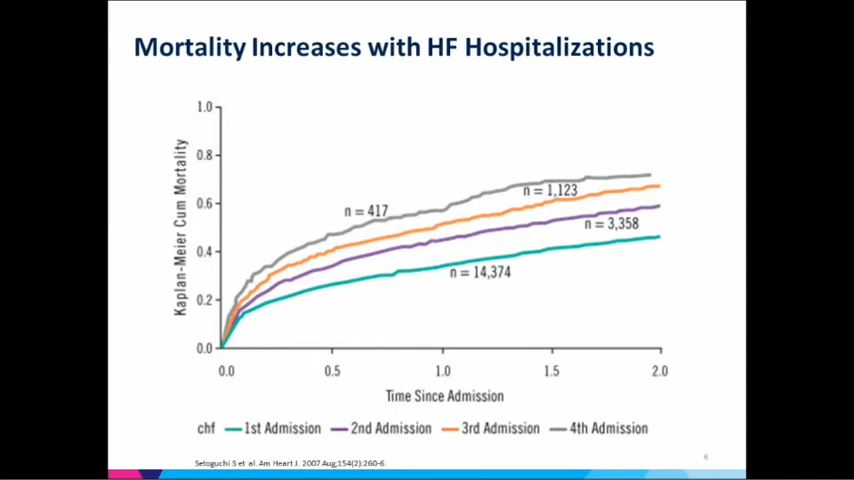 Mortality Increases with HF Hospitalizations
Kaplan-Meier Cum Mortality
1.0
0.8
0.6
0.4
0.2
0.0
n = 417
n = 1,123
n = 3,358
n = 14,374
0.0 0.5 1.0 1.5 2.0
Time Since Admission
chf 1st Admission 2nd Admission 3rd Admission 4th Admission
Setoguchi S et al. Am Heart J. 2007 Aug;154(2):260-6.
6